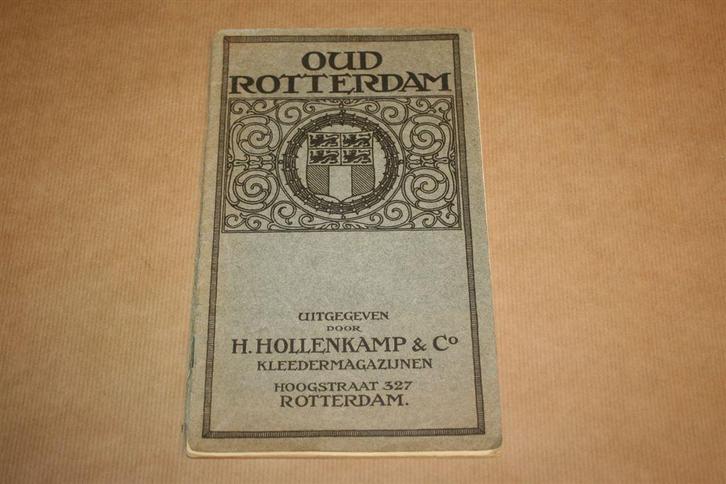 OUD
ROTTERDAM
UITGEGEVEN
DOOR
H. HOLLENKAMP & Co
KLEEDERMAGAZIJNEN
HOOGSTRAAT 327
ROTTERDAM.